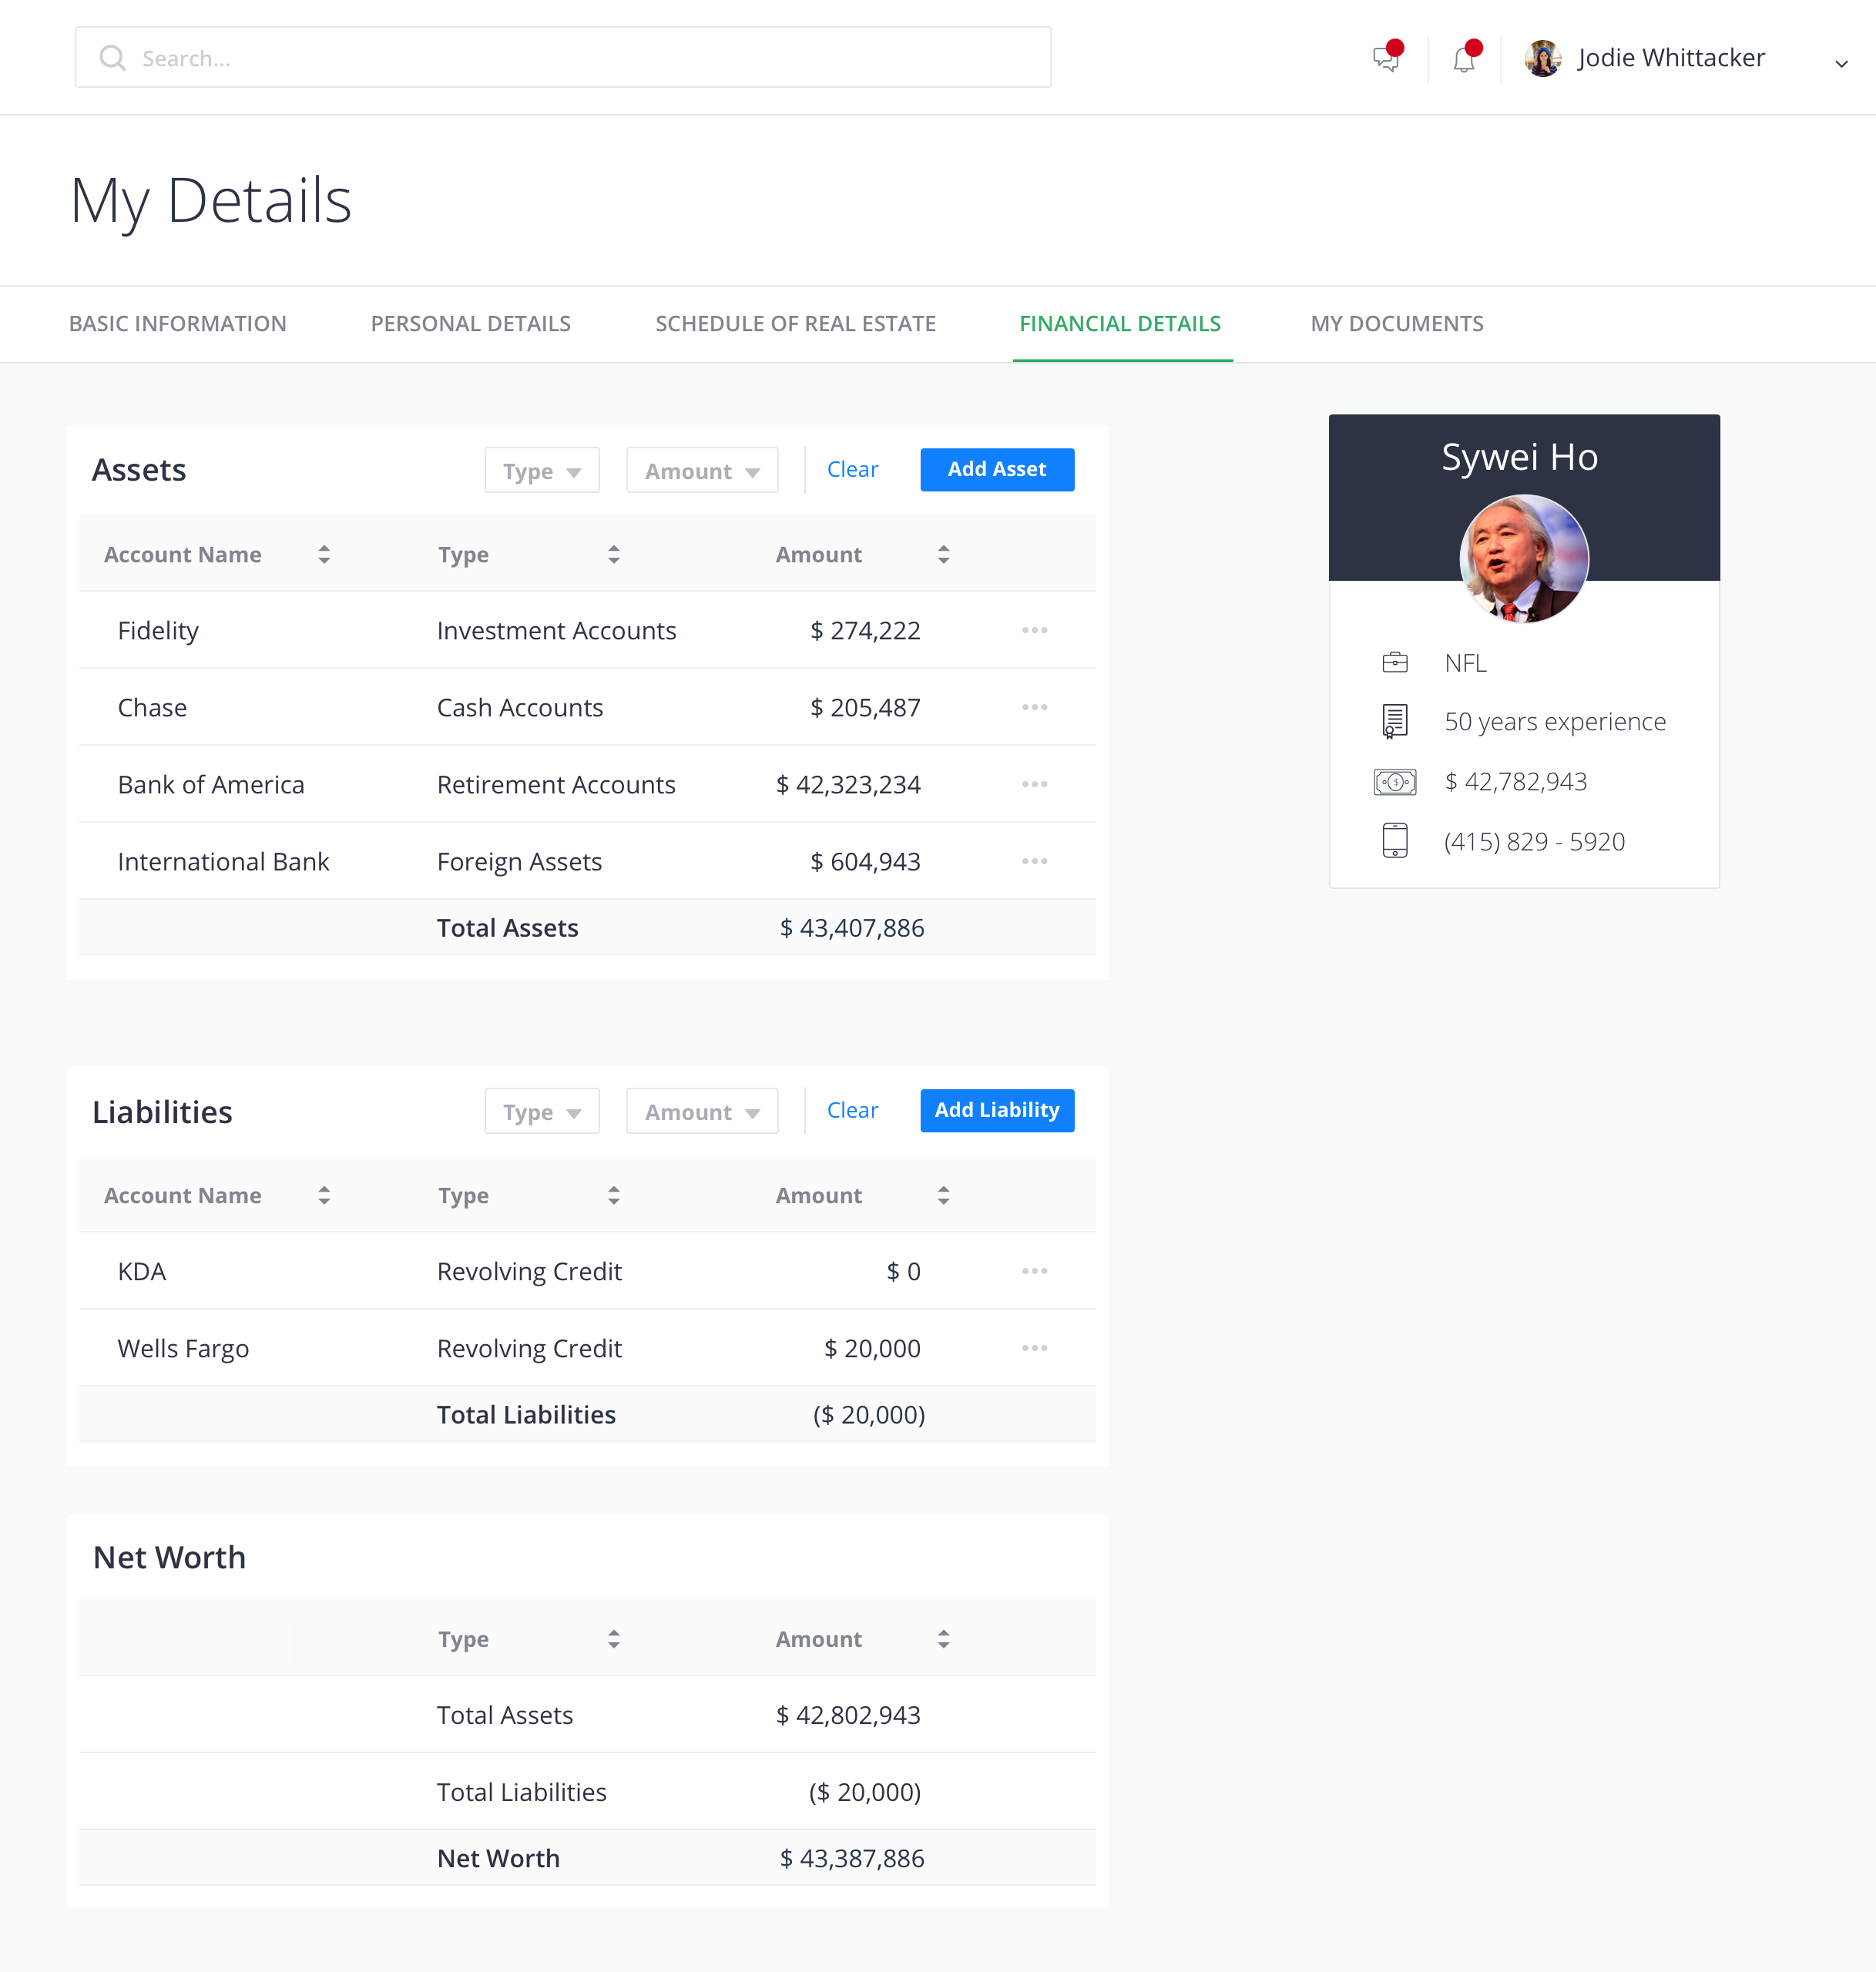 Search...
Jodie Whittacker
My Details
BASIC INFORMATION PERSONAL DETAILS SCHEDULE OF REAL ESTATE FINANCIAL DETAILS MY DOCUMENTS
Assets Type Amount Clear Add Asset
Account Name Type Amount
Fidelity Investment Accounts $ 274,222
Chase Cash Accounts $ 205,487
Bank of America Retirement Accounts $ 42,323,234
International Bank Foreign Assets $ 604,943
Total Assets $ 43,407,886
Sywei Ho
NFL
50 years experience
$ 42,782,943
(415) 829 - 5920
Liabilities Type Amount Clear Add Liability
Account Name Type Amount
KDA Revolving Credit $ 0
Wells Fargo Revolving Credit $ 20,000
Total Liabilities ($ 20,000)
Net Worth
Type Amount
Total Assets $ 42,802,943
Total Liabilities ($ 20,000)
Net Worth $ 43,387,886